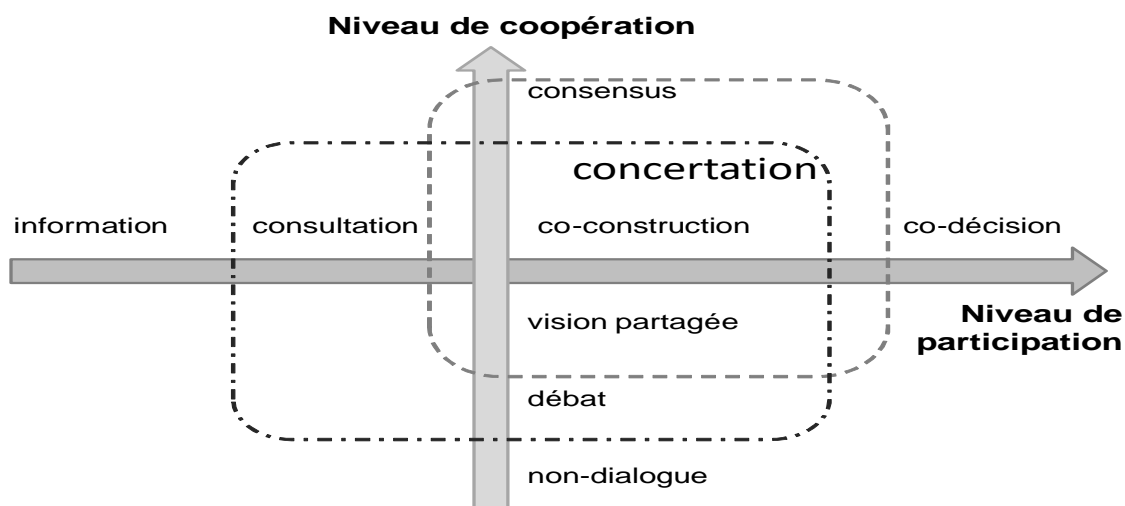 Niveau de coopération
consensus
concertation
information
consultation
co-construction
co-décision
vision partagée
Niveau de
participation
débat
non-dialogue